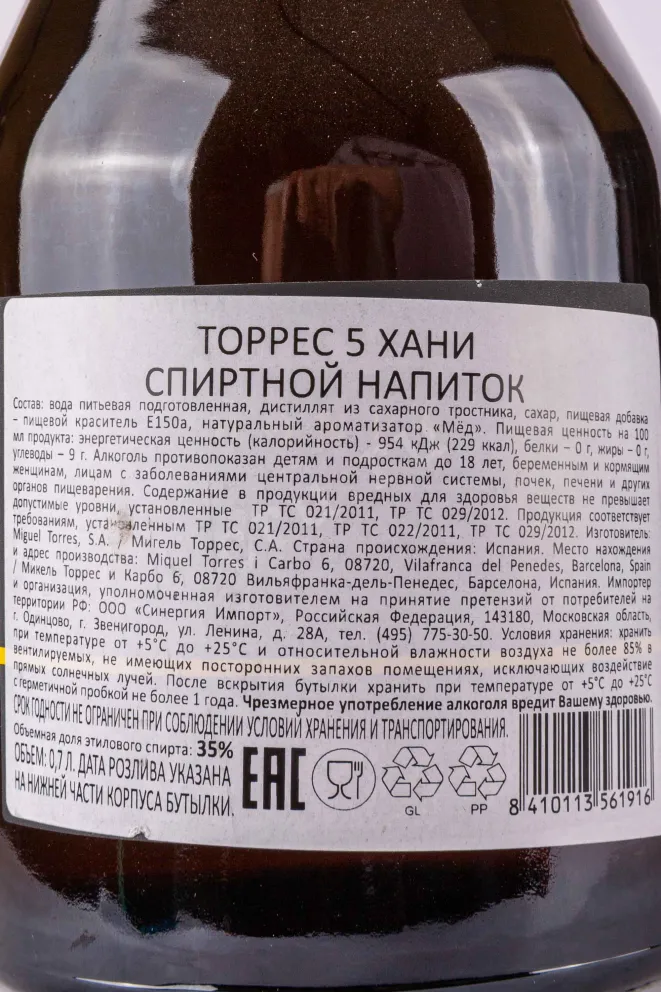 ТОРРЕС 5 ХАНИ
СПИРТНОЙ НАПИТОК
Состав: вода питьевая подготовленная, дистиллят из сахарного тростника, сахар, пищевая добавка
– пищевой краситель Е150а, натуральный ароматизатор «Мёд». Пищевая ценность на 100
мл продукта: энергетическая ценность (калорийность) - 954 кДж (229 ккал), белки – 0 г, жиры – 0 г,
углеводы – 9 г. Алкоголь противопоказан детям и подросткам до 18 лет, беременным и кормящим
женщинам, лицам с заболеваниями центральной нервной системы, почек, печени и других
органов пищеварения. Содержание в продукции вредных для здоровья веществ не превышает
допустимые уровни, установленные ТР ТС 021/2011, ТР ТС 029/2012. Продукция соответствует
требованиям, установленным ТР ТС 021/2011, ТР ТС 022/2011, ТР ТС 029/2012. Изготовитель:
Miguel Torres, S.A. / Мигель Торрес, С.А. Страна происхождения: Испания. Место нахождения
и адрес производства: Miquel Torres i Carbo 6, 08720, Vilafranca del Penedes, Barcelona, Spain
/ Микель Торрес и Карбо 6, 08720 Вильяфранка-дель-Пенедес, Барселона, Испания. Импортер
и организация, уполномоченная изготовителем на принятие претензий от потребителей на
территории РФ: ООО «Синергия Импорт», Российская Федерация, 143180, Московская область,
г. Одинцово, г. Звенигород, ул. Ленина, д. 28А, тел. (495) 775-30-50. Условия хранения: хранить
при температуре от +5°С до +25°С и относительной влажности воздуха не более 85% в
вентилируемых, не имеющих посторонних запахов помещениях, исключающих воздействие
прямых солнечных лучей. После вскрытия бутылки хранить при температуре от +5°С до +25°С
с герметичной пробкой не более 1 года. Чрезмерное употребление алкоголя вредит Вашему здоровью.
СРОК ГОДНОСТИ НЕ ОГРАНИЧЕН ПРИ СОБЛЮДЕНИИ УСЛОВИЙ ХРАНЕНИЯ И ТРАНСПОРТИРОВАНИЯ.
Объемная доля этилового спирта: 35%
ОБЪЕМ: 0,7 Л. ДАТА РОЗЛИВА УКАЗАНА
НА НИЖНЕЙ ЧАСТИ КОРПУСА БУТЫЛКИ.
ЕАС
GL
PP
8 410113 561916